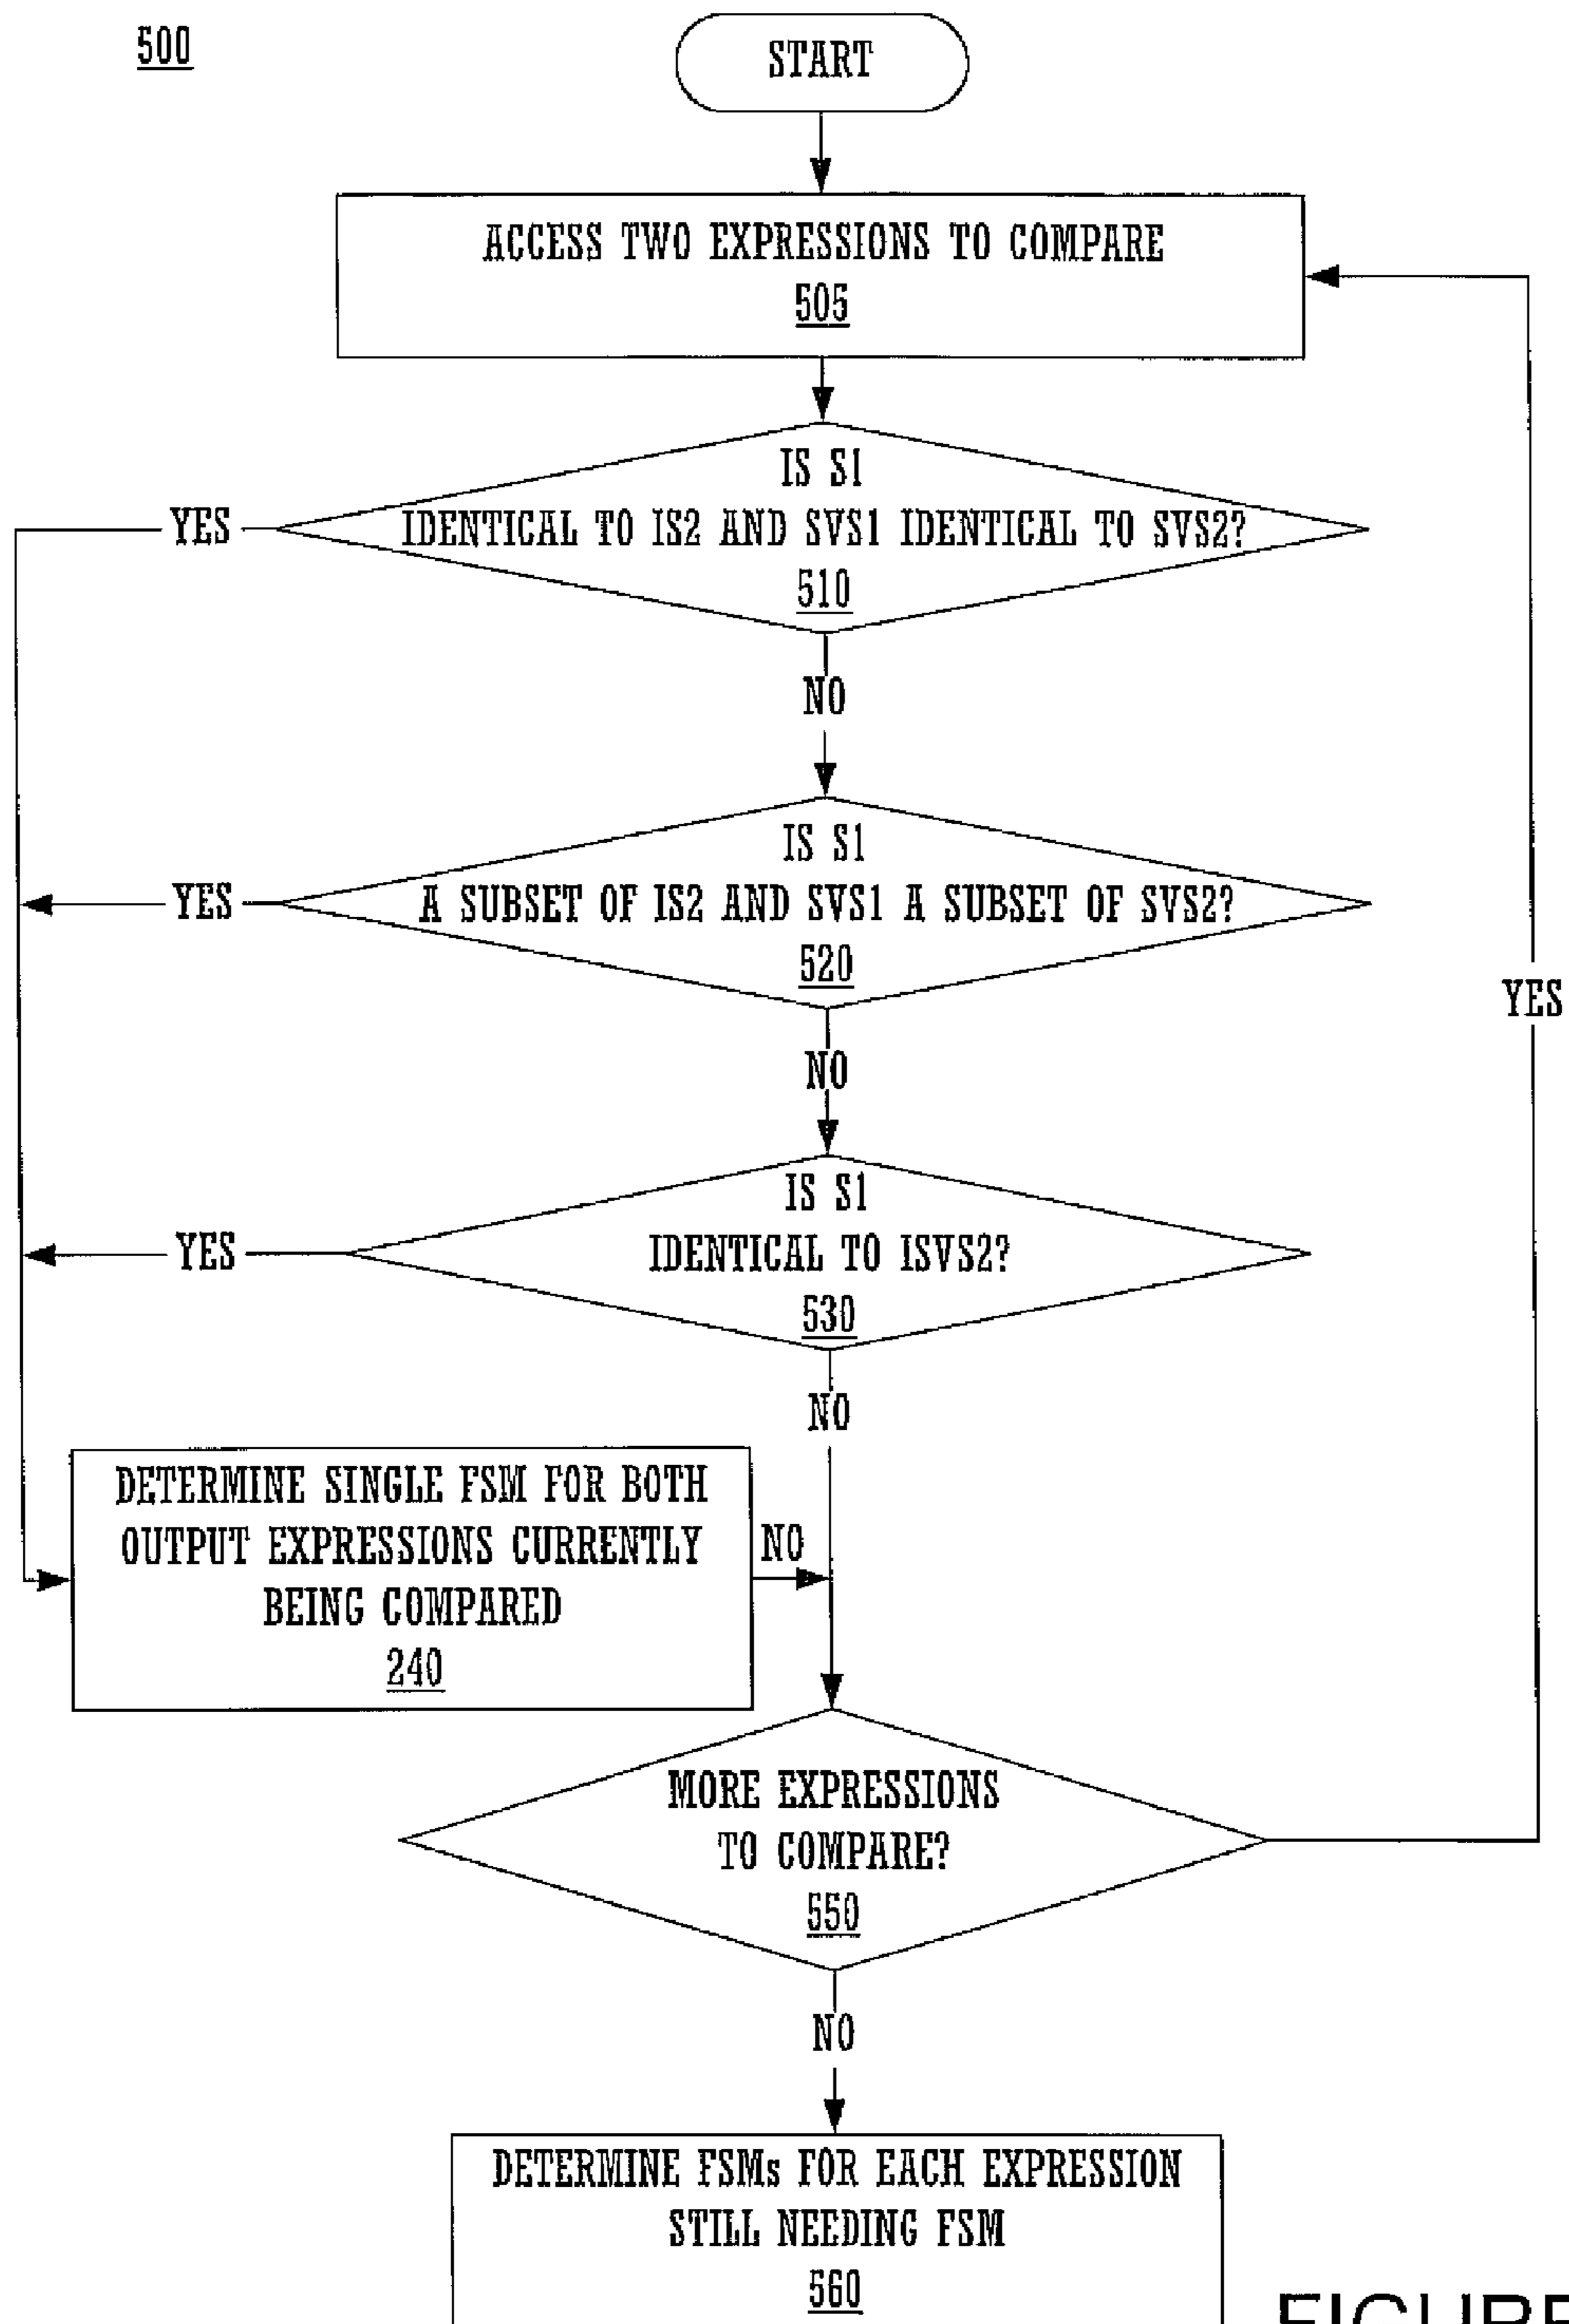 500
START
ACCESS TWO EXPRESSIONS TO COMPARE
505
IS S1
YES
IDENTICAL TO IS2 AND SVS1 IDENTICAL TO SVS2?
510
NO
IS S1
YES
A SUBSET OF IS2 AND SVS1 A SUBSET OF SVS2?
520
YES
NO
IS S1
YES
IDENTICAL TO ISVS2?
530
NO
DETERMINE SINGLE FSM FOR BOTH
OUTPUT EXPRESSIONS CURRENTLY
BEING COMPARED
240
NO
MORE EXPRESSIONS
TO COMPARE?
550
NO
DETERMINE FSMs FOR EACH EXPRESSION
STILL NEEDING FSM
560
FIGURE